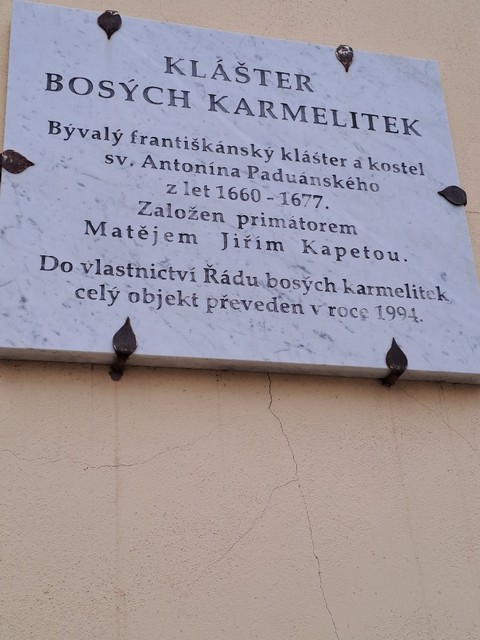 KLÁŠTER
BOSÝCH KARMELITEK
Bývalý františkánský klášter a kostel
sv. Antonína Paduánského
z let 1660 - 1677.
Založen primátorem
Matějem Jiřím Kapetou.
Do vlastnictví Řádu bosých karmelitek
celý objekt převeden v roce 1994.